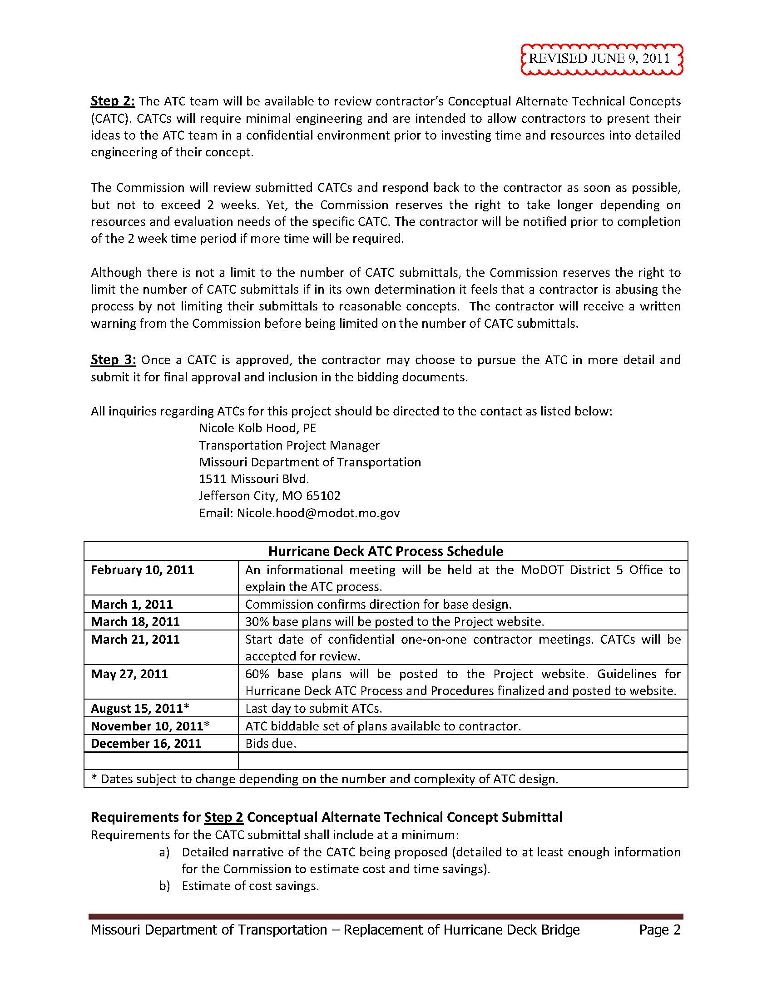 REVISED JUNE 9, 2011
Step 2: The ATC team will be available to review contractor’s Conceptual Alternate Technical Concepts
(CATC). CATCs will require minimal engineering and are intended to allow contractors to present their
ideas to the ATC team in a confidential environment prior to investing time and resources into detailed
engineering of their concept.
The Commission will review submitted CATCs and respond back to the contractor as soon as possible,
but not to exceed 2 weeks. Yet, the Commission reserves the right to take longer depending on
resources and evaluation needs of the specific CATC. The contractor will be notified prior to completion
of the 2 week time period if more time will be required.
Although there is not a limit to the number of CATC submittals, the Commission reserves the right to
limit the number of CATC submittals if in its own determination it feels that a contractor is abusing the
process by not limiting their submittals to reasonable concepts. The contractor will receive a written
warning from the Commission before being limited on the number of CATC submittals.
Step 3: Once a CATC is approved, the contractor may choose to pursue the ATC in more detail and
submit it for final approval and inclusion in the bidding documents.
All inquiries regarding ATCs for this project should be directed to the contact as listed below:
Nicole Kolb Hood, PE
Transportation Project Manager
Missouri Department of Transportation
1511 Missouri Blvd.
Jefferson City, MO 65102
Email: Nicole.hood@modot.mo.gov
Hurricane Deck ATC Process Schedule
February 10, 2011 An informational meeting will be held at the MoDOT District 5 Office to
explain the ATC process.
March 1, 2011 Commission confirms direction for base design.
March 18, 2011 30% base plans will be posted to the Project website.
March 21, 2011 Start date of confidential one-on-one contractor meetings. CATCs will be
accepted for review.
May 27, 2011 60% base plans will be posted to the Project website. Guidelines for
Hurricane Deck ATC Process and Procedures finalized and posted to website.
August 15, 2011* Last day to submit ATCs.
November 10, 2011* ATC biddable set of plans available to contractor.
December 16, 2011 Bids due.
* Dates subject to change depending on the number and complexity of ATC design.
Requirements for Step 2 Conceptual Alternate Technical Concept Submittal
Requirements for the CATC submittal shall include at a minimum:
a) Detailed narrative of the CATC being proposed (detailed to at least enough information
for the Commission to estimate cost and time savings).
b) Estimate of cost savings.
Missouri Department of Transportation – Replacement of Hurricane Deck Bridge Page 2